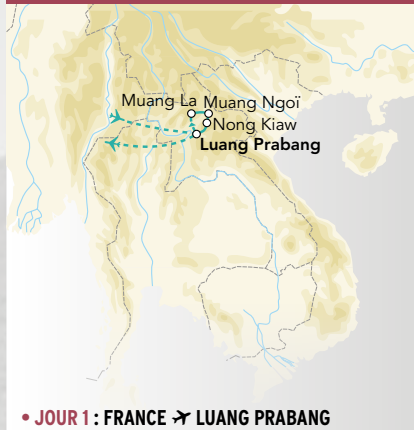 Muang La Muang Ngoï
Nong Kiaw
Luang Prabang
• JOUR 1 : FRANCE ✈ LUANG PRABANG